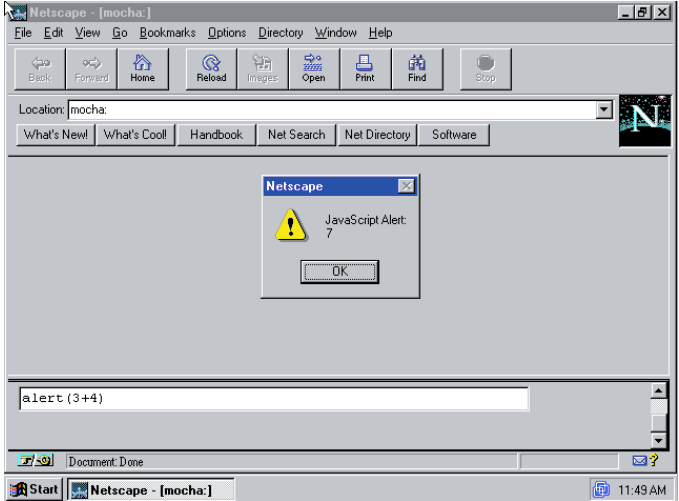 Netscape - [mocha:]
File Edit View Go Bookmarks Options Directory Window Help
Back Forward Home Reload Images Open Print Find Stop
Location: mocha:
N
What's New! What's Cool! Handbook Net Search Net Directory Software
Netscape
JavaScript Alert:
7
OK
alert(3+4)
Document: Done
Start Netscape - [mocha:] 11:49 AM